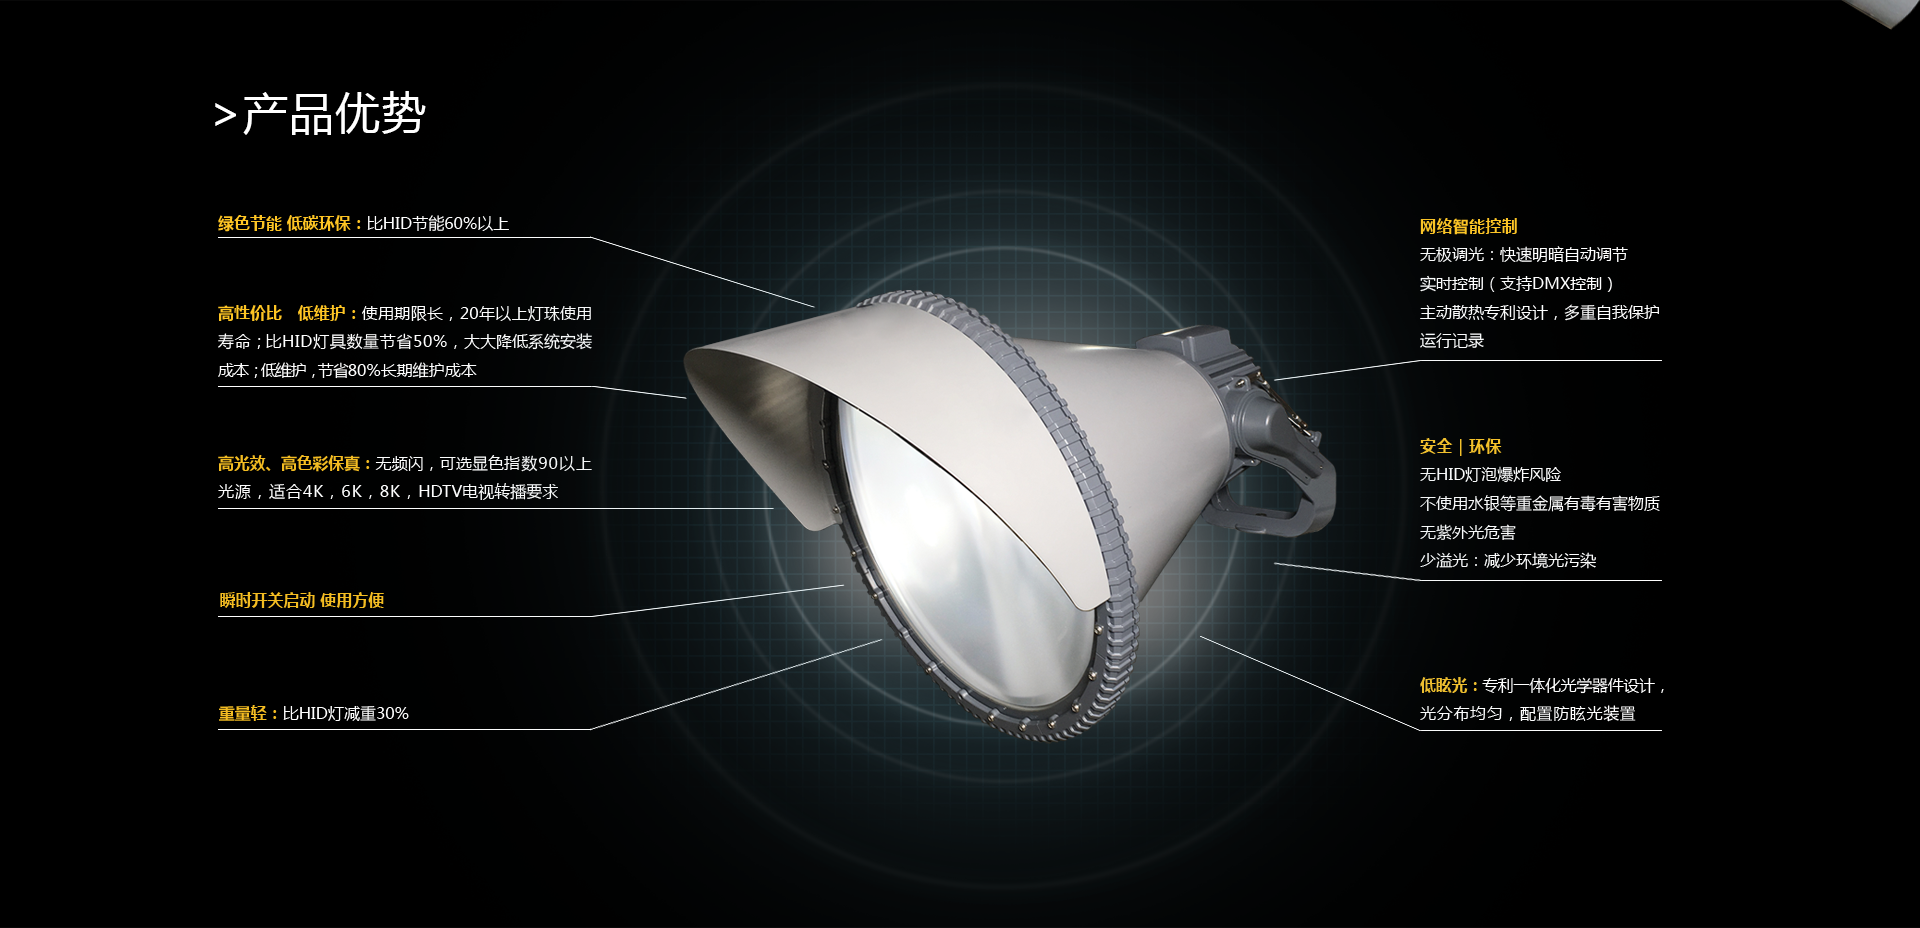 >产品优势
绿色节能 低碳环保：比HID节能60%以上
高性价比　低维护：使用期限长，20年以上灯珠使用
寿命；比HID灯具数量节省50%，大大降低系统安装
成本；低维护，节省80%长期维护成本
高光效、高色彩保真：无频闪，可选显色指数90以上
光源，适合4K，6K，8K，HDTV电视转播要求
瞬时开关启动 使用方便
重量轻：比HID灯减重30%
网络智能控制
无极调光：快速明暗自动调节
实时控制（支持DMX控制）
主动散热专利设计，多重自我保护
运行记录
安全｜环保
无HID灯泡爆炸风险
不使用水银等重金属有毒有害物质
无紫外光危害
少溢光：减少环境光污染
低眩光：专利一体化光学器件设计，
光分布均匀，配置防眩光装置